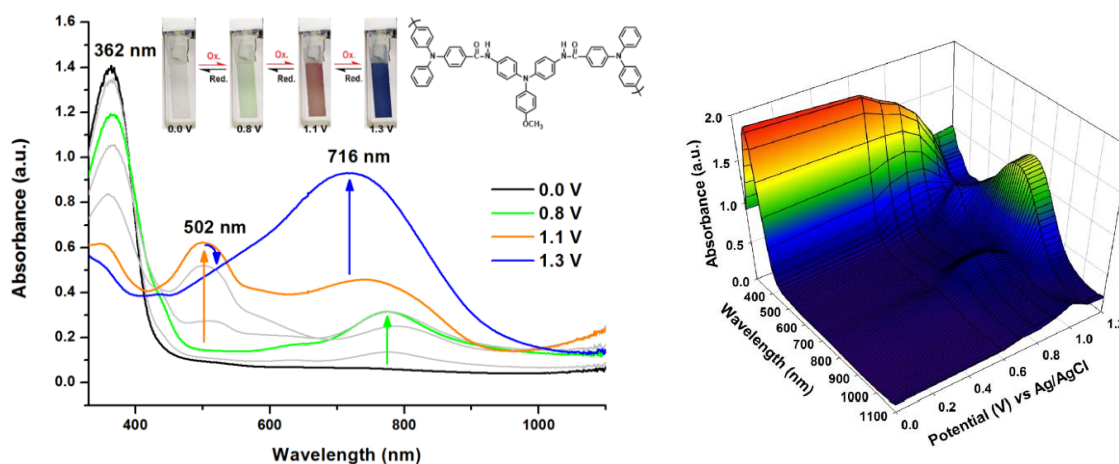 Absorbance (a.u.)
1.6
1.4
1.2
1.0
0.8
0.6
0.4
0.2
0.0
362 nm
Ox.
Red.
Ox.
Red.
Ox.
Red.
0.0 V
0.8 V
1.1 V
1.3 V
O
C
H
N
N
N
H
N
O
C
N
OCH3
502 nm
716 nm
0.0 V
0.8 V
1.1 V
1.3 V
400
600
800
1000
Wavelength (nm)
Absorbance (a.u.)
2.0
1.5
1.0
0.5
0.0
400
500
600
700
800
900
1000
1100
Wavelength (nm)
0.0
0.2
0.4
0.6
0.8
1.0
Potential (V) vs Ag/AgCl